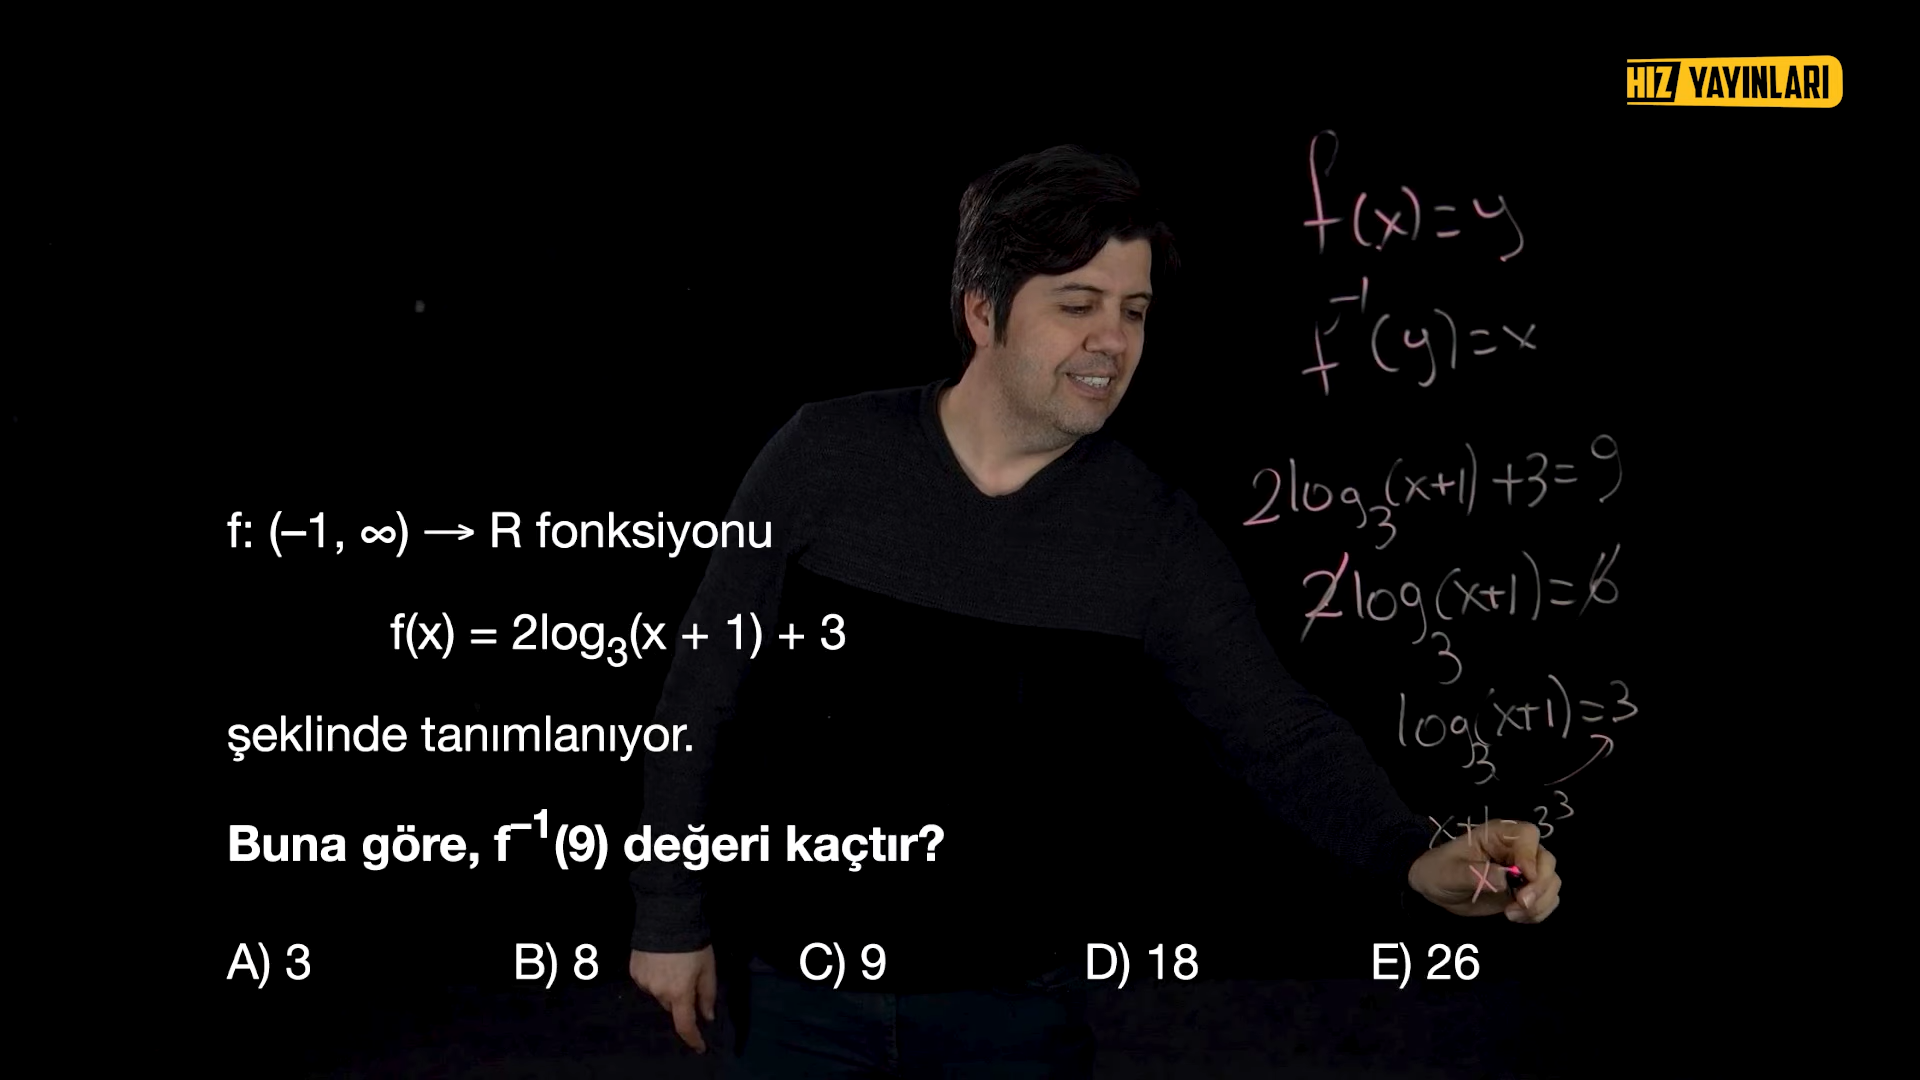 HIZ YAYINLARI
f(x)=y
f⁻¹(y)=x
2log₃(x+1)+3=9
2log₃(x+1)=6
log₃(x+1)=3
x+1=3³
x
f: (–1, ∞) → R fonksiyonu
f(x) = 2log₃(x + 1) + 3
şeklinde tanımlanıyor.
Buna göre, f⁻¹(9) değeri kaçtır?
A) 3 B) 8 C) 9 D) 18 E) 26